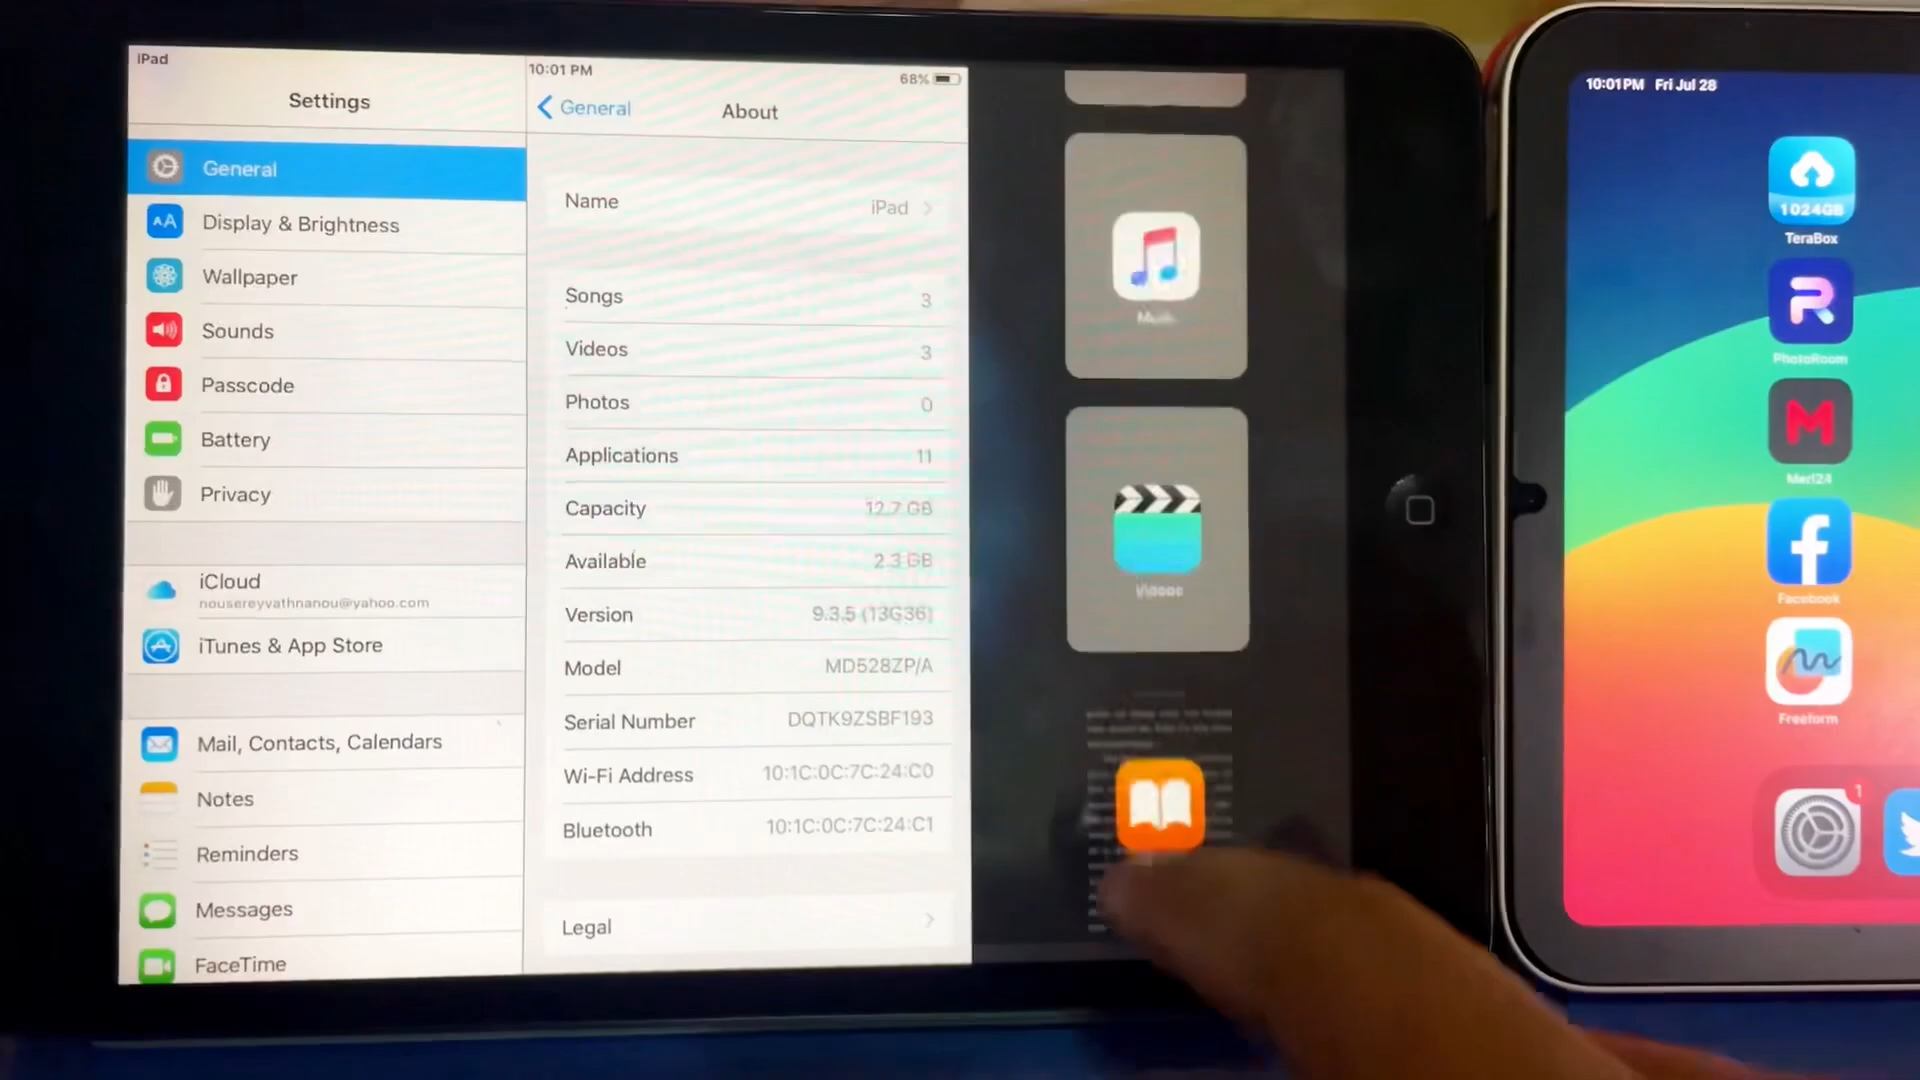 iPad
Settings
General
Display & Brightness
Wallpaper
Sounds
Passcode
Battery
Privacy
iCloud
nousereyvathnanou@yahoo.com
iTunes & App Store
Mail, Contacts, Calendars
Notes
Reminders
Messages
FaceTime
10:01 PM
68%
General
About
Name iPad
Songs 3
Videos 3
Photos 0
Applications 11
Capacity 12.7 GB
Available 2.3 GB
Version 9.3.5 (13G36)
Model MD528ZP/A
Serial Number DQTK9ZSBF193
Wi-Fi Address 10:1C:0C:7C:24:C0
Bluetooth 10:1C:0C:7C:24:C1
Legal
Music
Videos
10:01 PM Fri Jul 28
1024GB
TeraBox
PhotoRoom
Facebook
Freeform
1